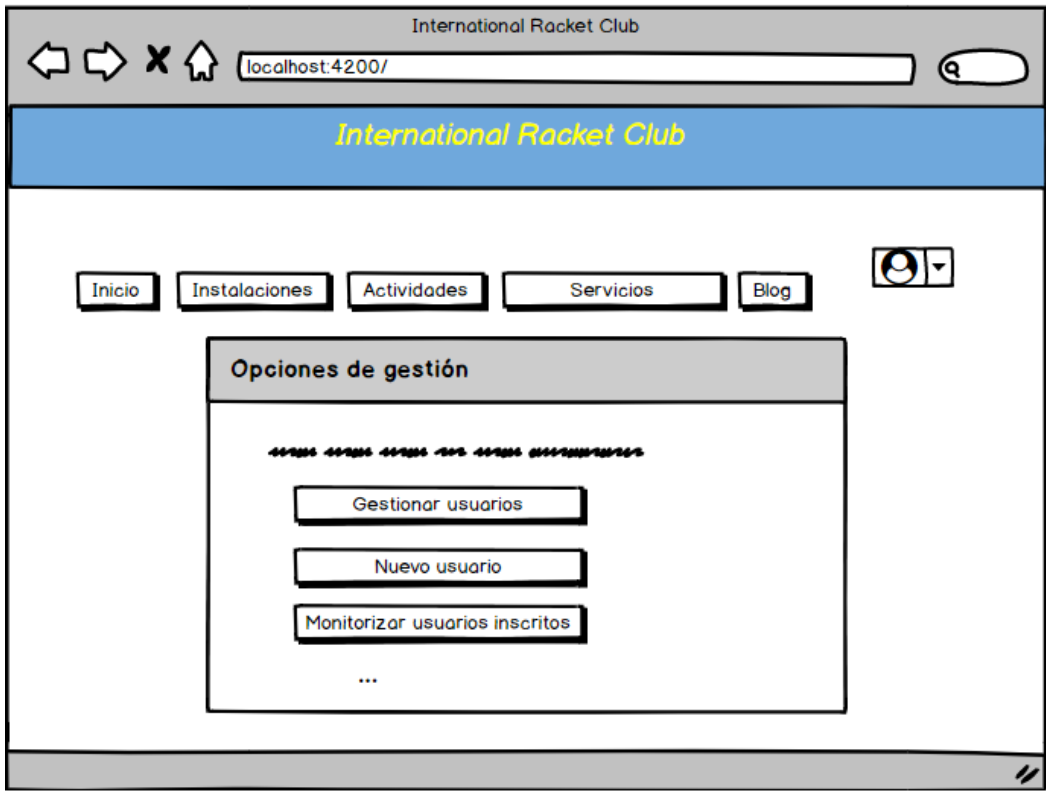 International Racket Club
localhost:4200/
International Racket Club
Inicio
Instalaciones
Actividades
Servicios
Blog
Opciones de gestión
Gestionar usuarios
Nuevo usuario
Monitorizar usuarios inscritos
...